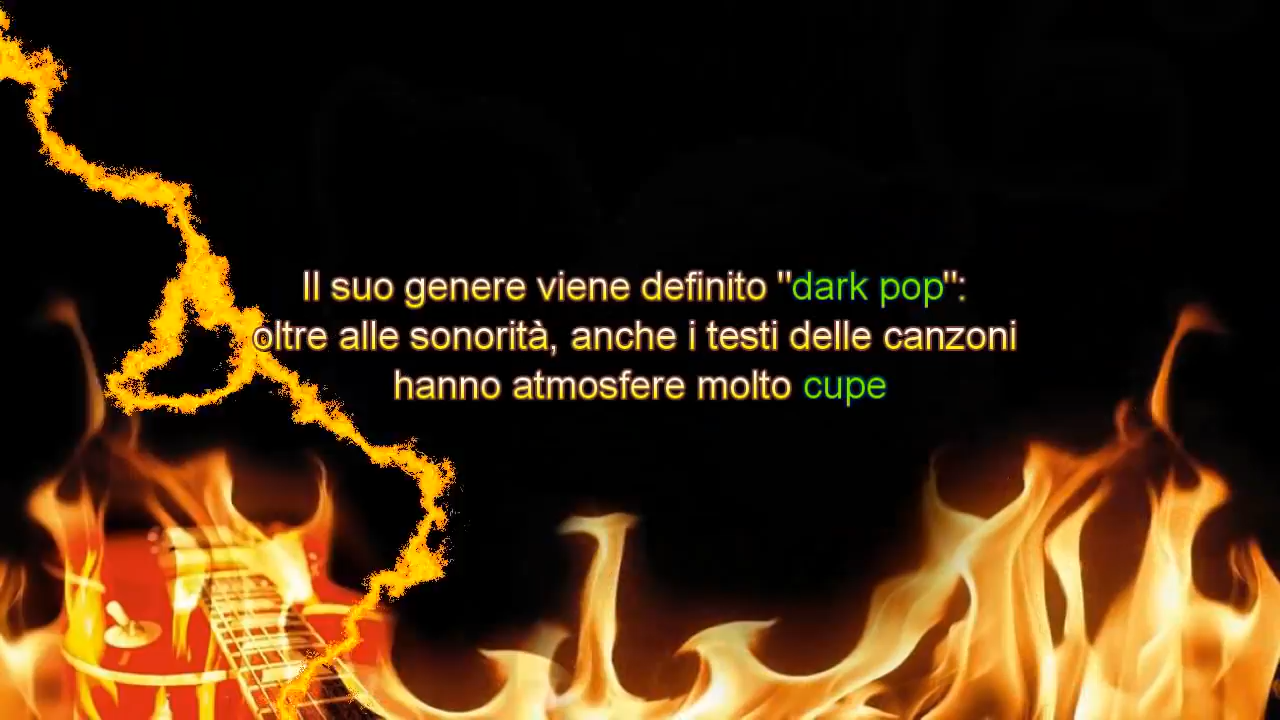 Il suo genere viene definito "dark pop":
oltre alle sonorità, anche i testi delle canzoni
hanno atmosfere molto cupe